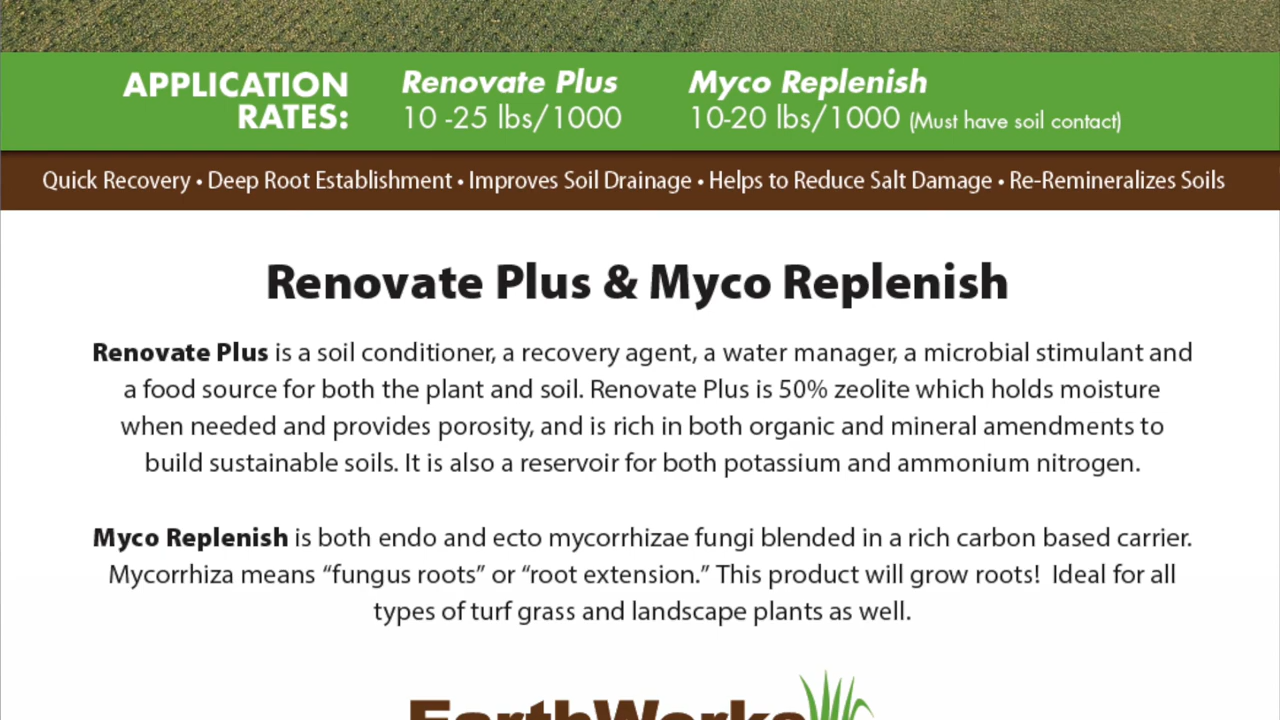 APPLICATION RATES:
Renovate Plus
10 -25 lbs/1000
Myco Replenish
10-20 lbs/1000 (Must have soil contact)
Quick Recovery • Deep Root Establishment • Improves Soil Drainage • Helps to Reduce Salt Damage • Re-Remineralizes Soils
Renovate Plus & Myco Replenish
Renovate Plus is a soil conditioner, a recovery agent, a water manager, a microbial stimulant and
a food source for both the plant and soil. Renovate Plus is 50% zeolite which holds moisture
when needed and provides porosity, and is rich in both organic and mineral amendments to
build sustainable soils. It is also a reservoir for both potassium and ammonium nitrogen.
Myco Replenish is both endo and ecto mycorrhizae fungi blended in a rich carbon based carrier.
Mycorrhiza means “fungus roots” or “root extension.” This product will grow roots!  Ideal for all
types of turf grass and landscape plants as well.
EarthWorks